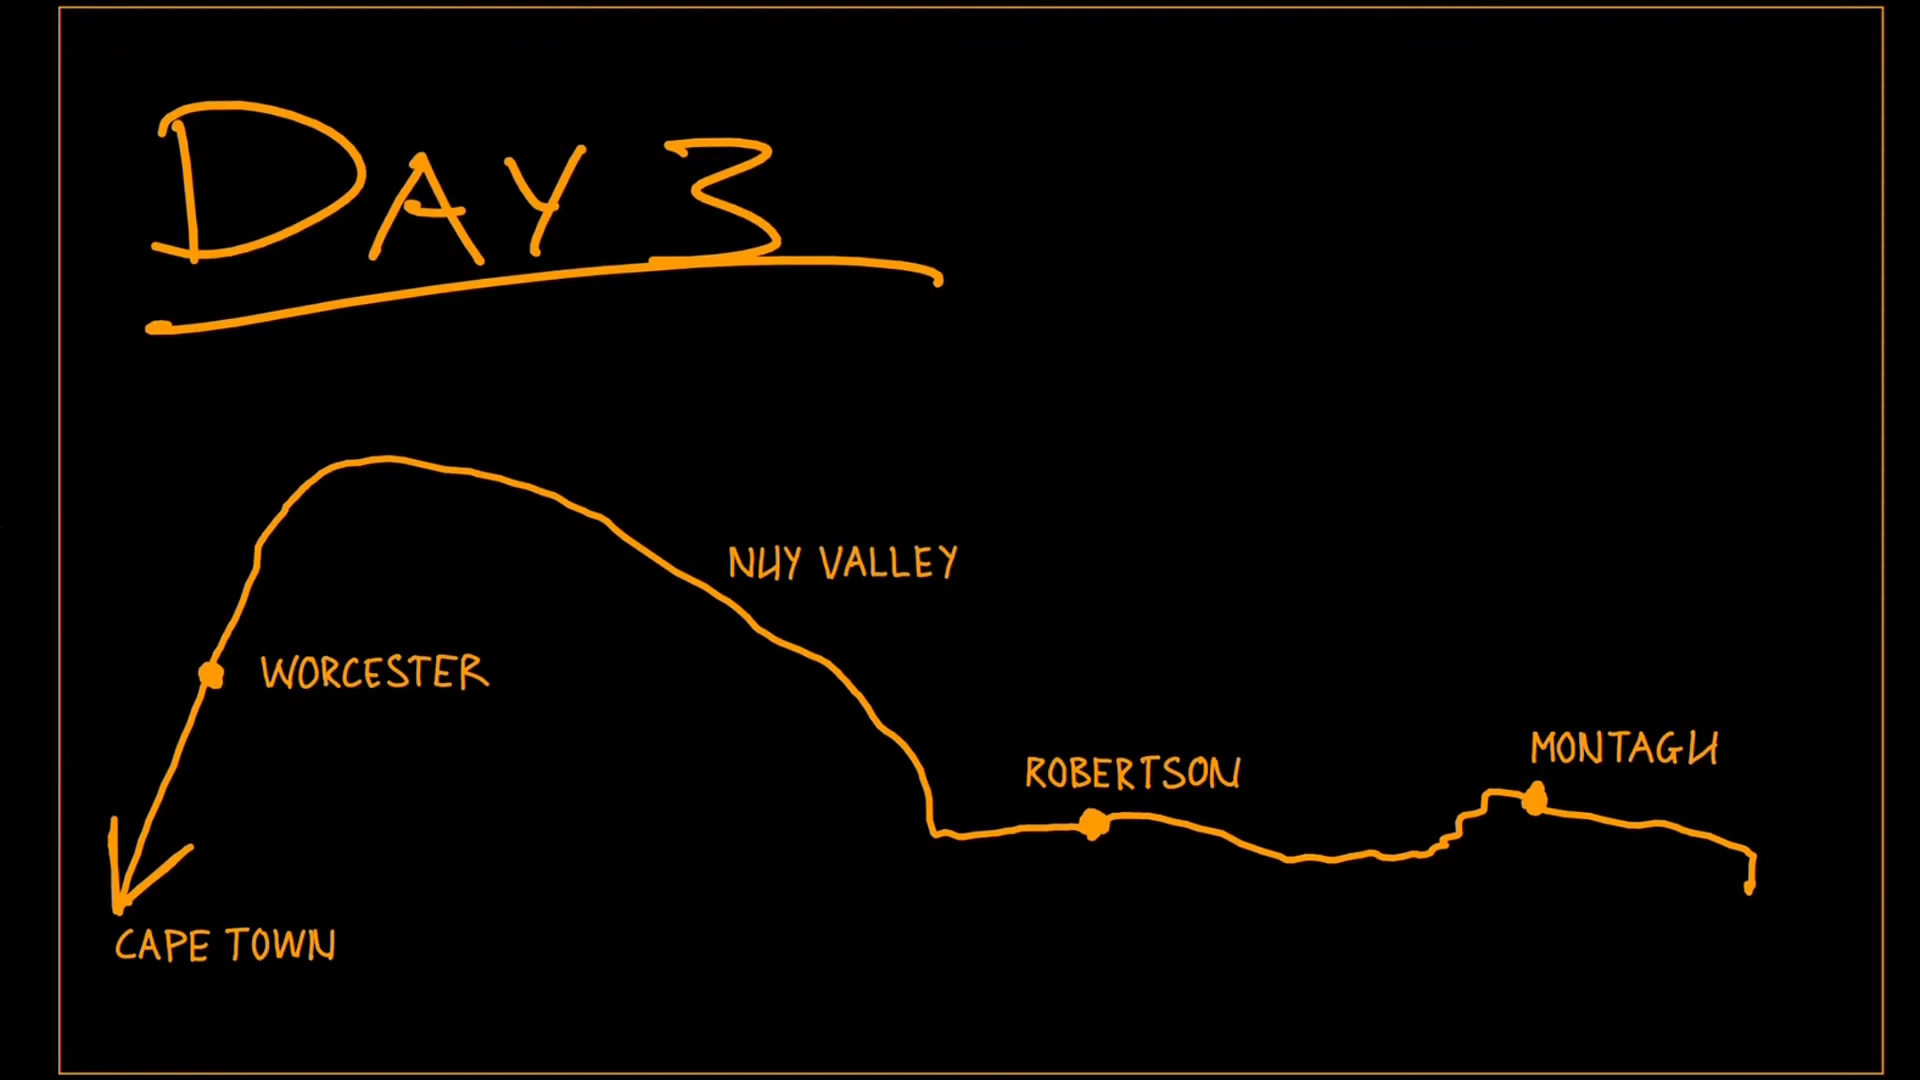 DAY 3
NUY VALLEY
WORCESTER
MONTAGU
ROBERTSON
CAPE TOWN